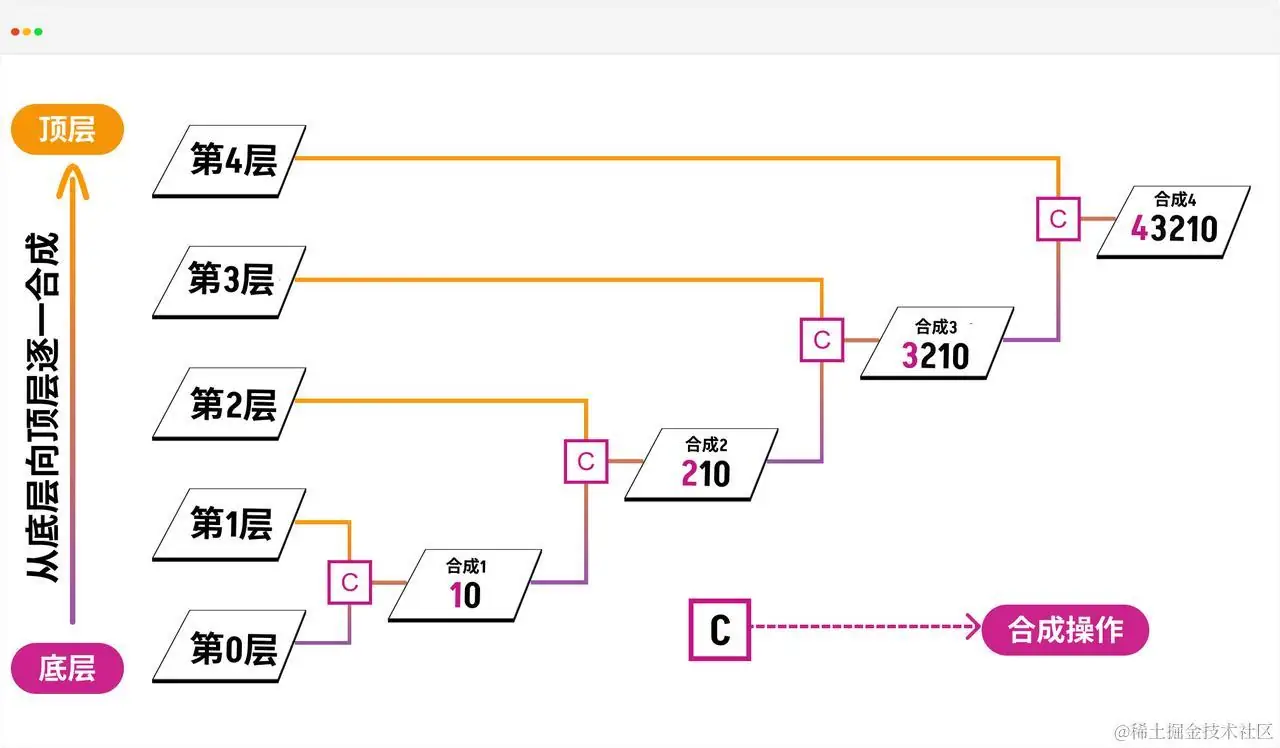 顶层
第4层
C
合成4
43210
第3层
C
合成3
3210
从底层向顶层逐一合成
第2层
C
合成2
210
第1层
C
合成1
10
第0层
C
合成操作
底层
@稀土掘金技术社区